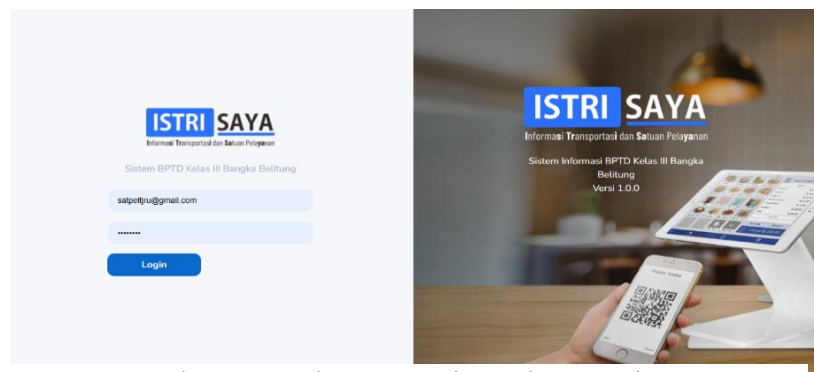 ISTRI SAYA
Informasi Transportasi dan Satuan Pelayanan
Sistem BPTD Kelas III Bangka Belitung
satpeltjru@gmail.com
Login
ISTRI SAYA
Informasi Transportasi dan Satuan Pelayanan
Sistem Informasi BPTD Kelas III Bangka
Belitung
Versi 1.0.0